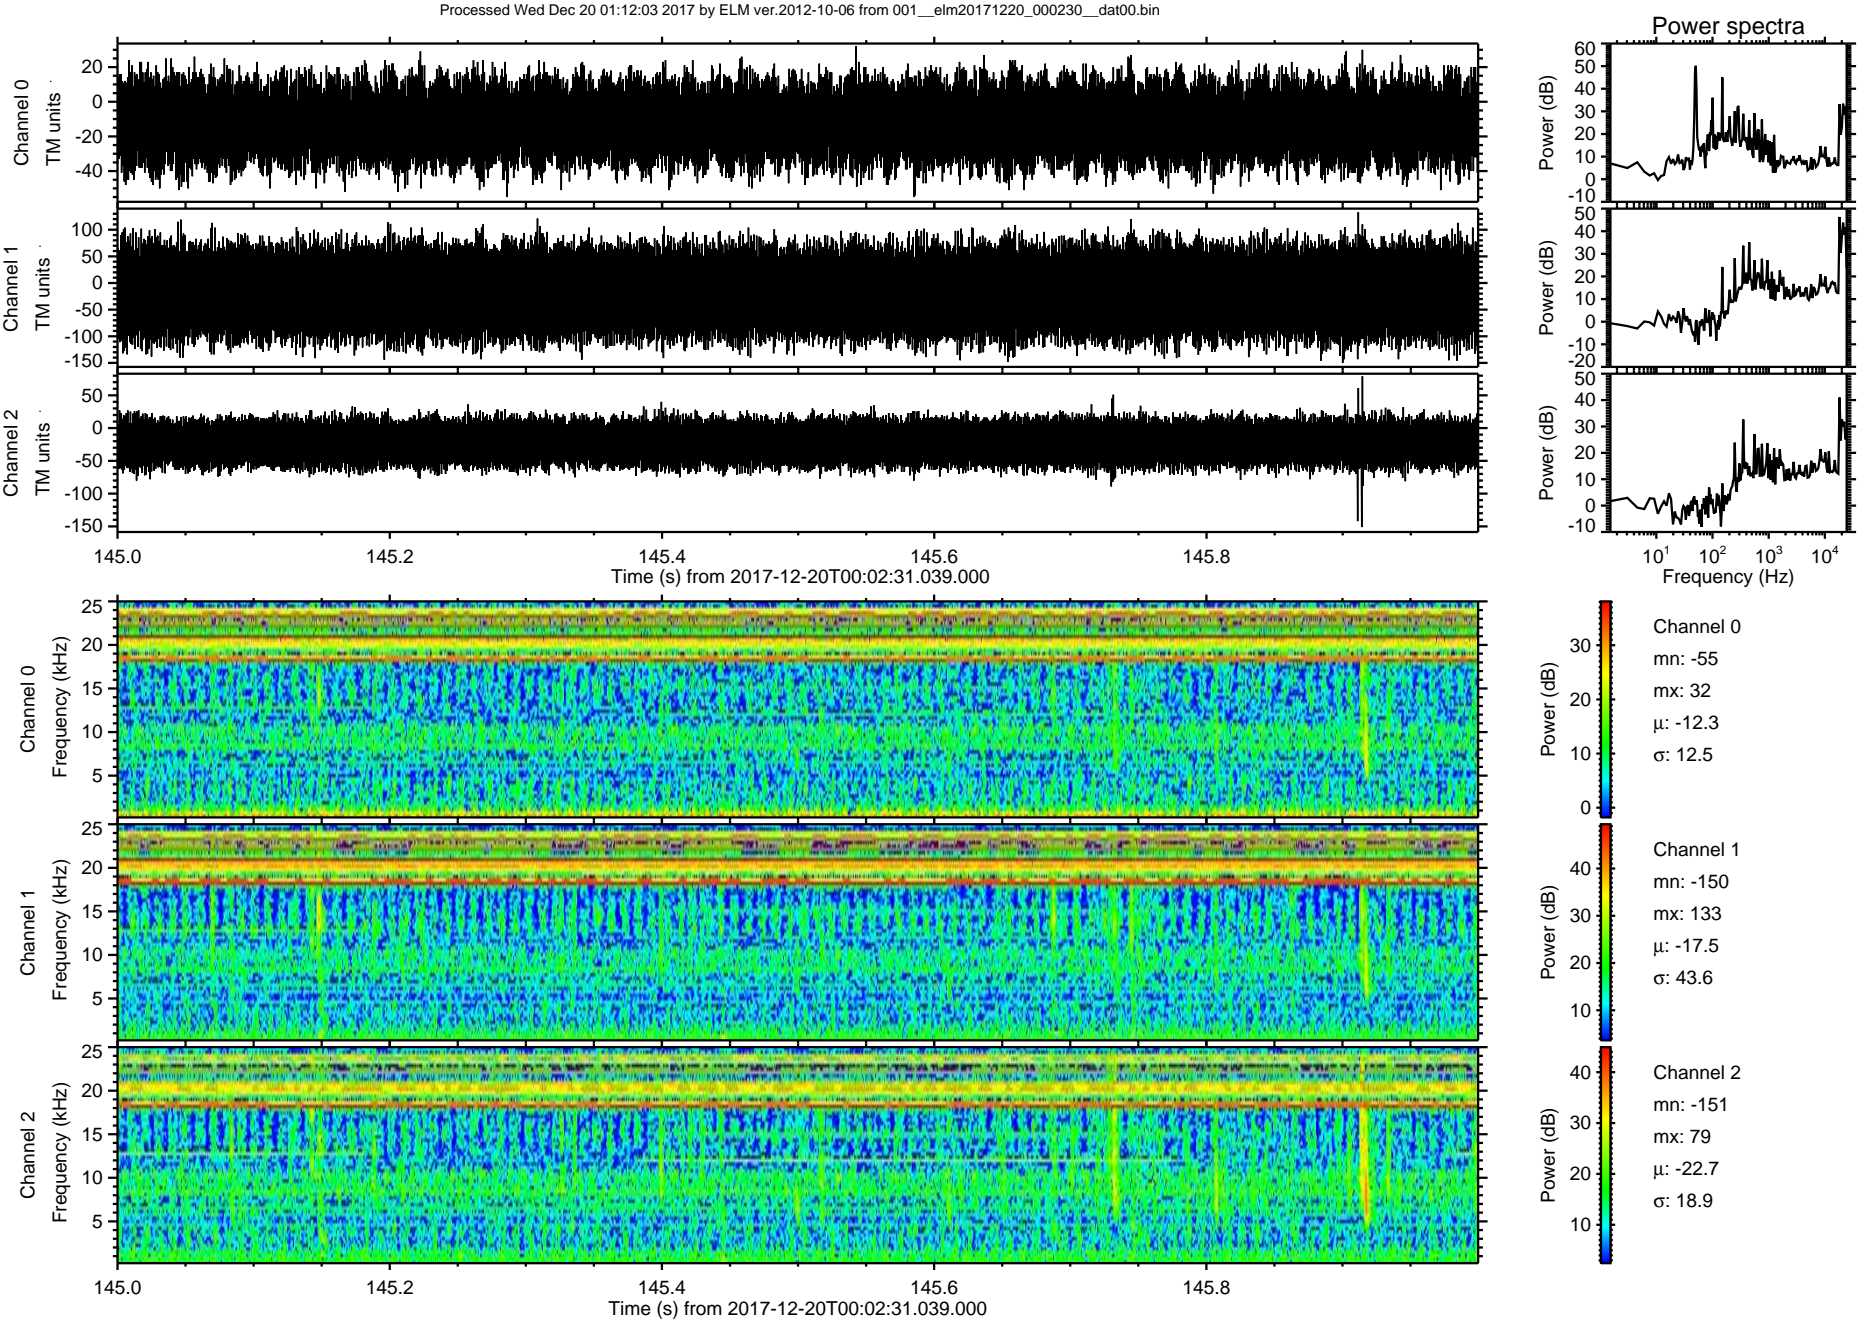 Processed Wed Dec 20 01:12:03 2017 by ELM ver.2012-10-06 from 001__elm20171220_000230__dat00.bin
Power spectra
Channel 0
TM units
20
0
-20
-40
Power (dB)
60
50
40
30
20
10
0
-10
Channel 1
TM units
100
50
0
-50
-100
-150
Power (dB)
50
40
30
20
10
0
-10
-20
Channel 2
TM units
50
0
-50
-100
-150
Power (dB)
50
40
30
20
10
0
-10
145.0 145.2 145.4 145.6 145.8
Time (s) from 2017-12-20T00:02:31.039.000
10^1 10^2 10^3 10^4
Frequency (Hz)
Channel 0
Frequency (kHz)
25
20
15
10
5
Power (dB)
30
20
10
0
Channel 0
mn: -55
mx: 32
µ: -12.3
σ: 12.5
Channel 1
Frequency (kHz)
25
20
15
10
5
Power (dB)
40
30
20
10
Channel 1
mn: -150
mx: 133
µ: -17.5
σ: 43.6
Channel 2
Frequency (kHz)
25
20
15
10
5
Power (dB)
40
30
20
10
Channel 2
mn: -151
mx: 79
µ: -22.7
σ: 18.9
145.0 145.2 145.4 145.6 145.8
Time (s) from 2017-12-20T00:02:31.039.000